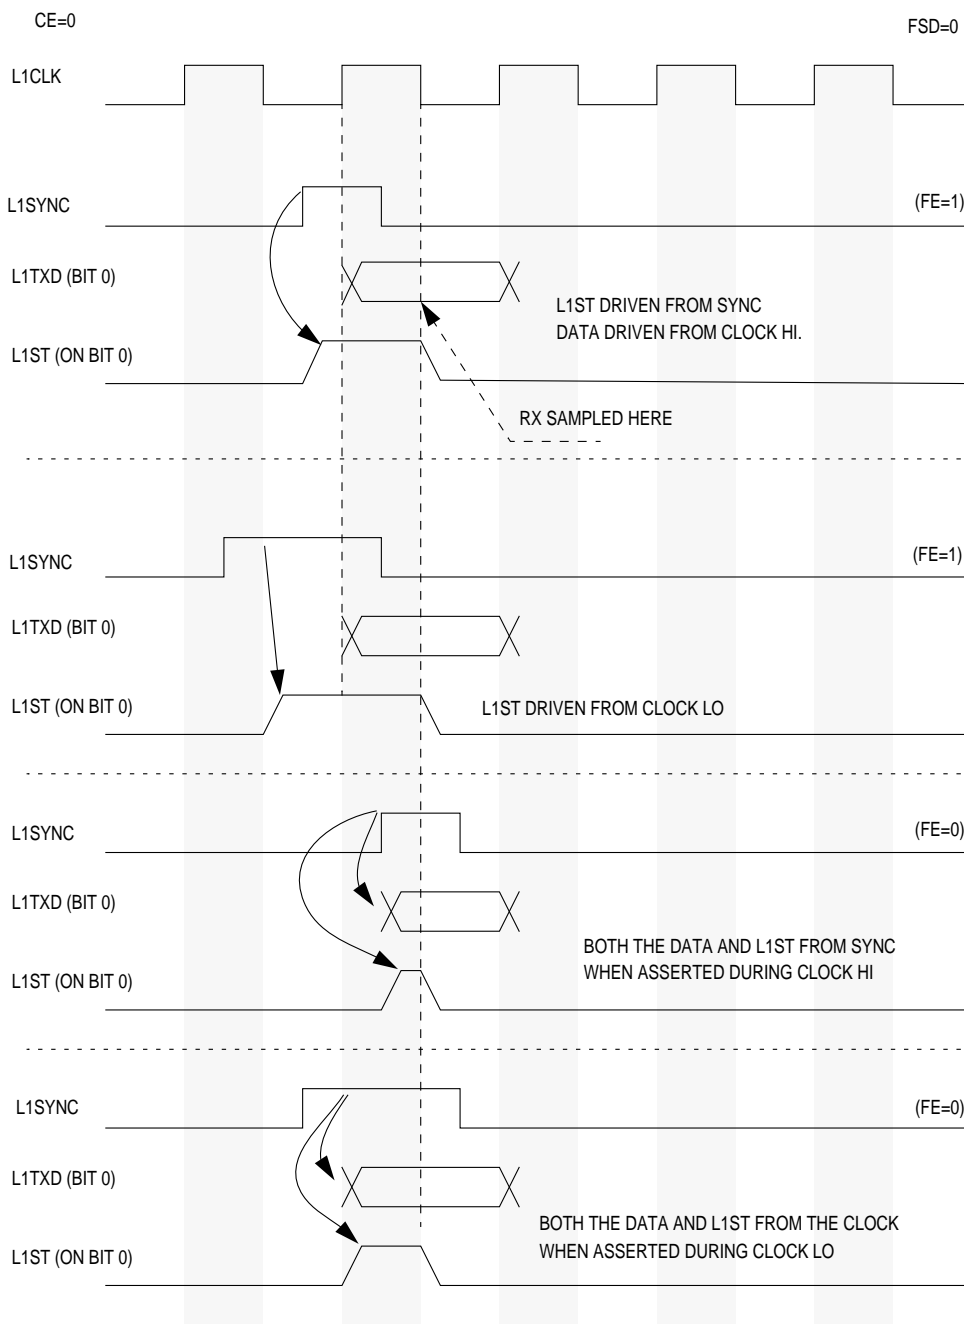 CE=0
FSD=0
L1CLK
L1SYNC
(FE=1)
L1TXD (BIT 0)
L1ST DRIVEN FROM SYNC
DATA DRIVEN FROM CLOCK HI.
L1ST (ON BIT 0)
RX SAMPLED HERE
L1SYNC
(FE=1)
L1TXD (BIT 0)
L1ST (ON BIT 0)
L1ST DRIVEN FROM CLOCK LO
L1SYNC
(FE=0)
L1TXD (BIT 0)
BOTH THE DATA AND L1ST FROM SYNC
WHEN ASSERTED DURING CLOCK HI
L1ST (ON BIT 0)
L1SYNC
(FE=0)
L1TXD (BIT 0)
BOTH THE DATA AND L1ST FROM THE CLOCK
WHEN ASSERTED DURING CLOCK LO
L1ST (ON BIT 0)